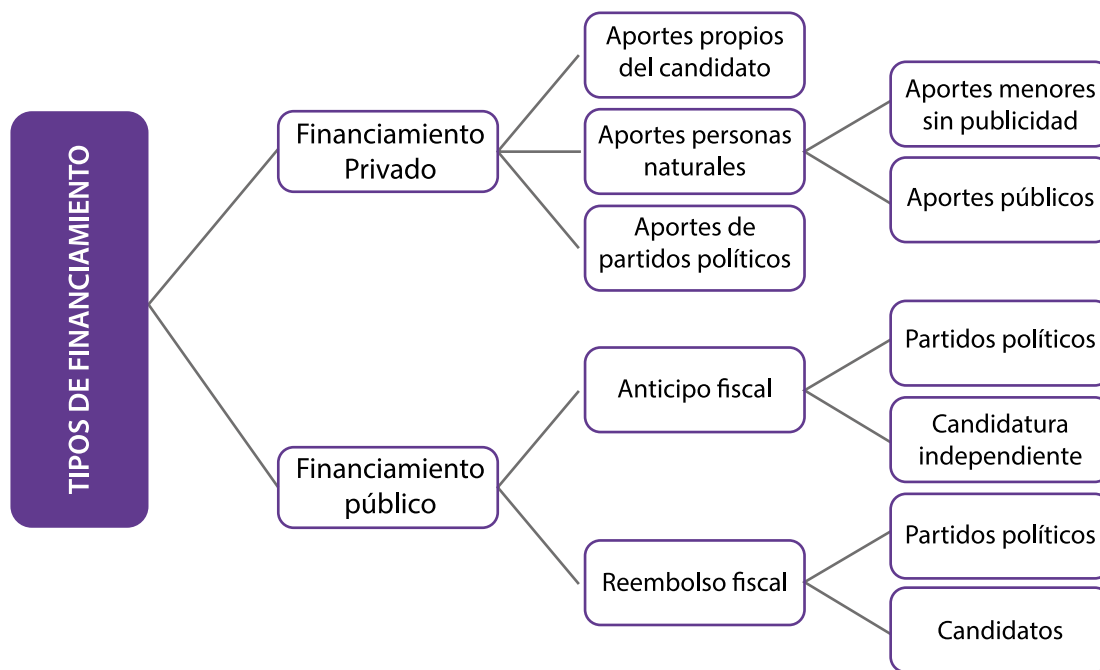 TIPOS DE FINANCIAMIENTO
Financiamiento
Privado
Aportes propios
del candidato
Aportes personas
naturales
Aportes menores
sin publicidad
Aportes públicos
Aportes de
partidos políticos
Financiamiento
público
Anticipo fiscal
Partidos políticos
Candidatura
independiente
Reembolso fiscal
Partidos políticos
Candidatos